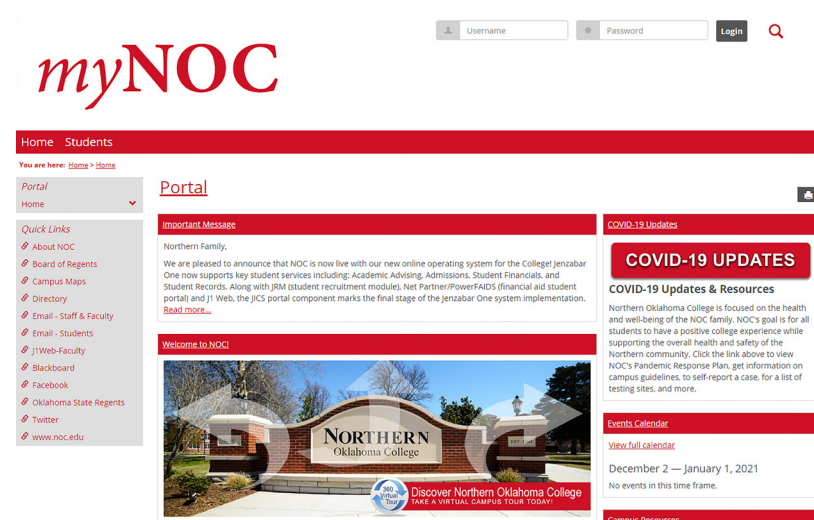 Username
Password
Login
myNOC
Home Students
You are here: Home > Home
Portal
Home
Quick Links
About NOC
Board of Regents
Campus Maps
Directory
Email - Staff & Faculty
Email - Students
J1Web-Faculty
Blackboard
Facebook
Oklahoma State Regents
Twitter
www.noc.edu
Portal
Important Message
Northern Family,
We are pleased to announce that NOC is now live with our new online operating system for the College! Jenzabar
One now supports key student services including: Academic Advising, Admissions, Student Financials, and
Student Records, Along with JRM (student recruitment module), Net Partner/PowerFAIDS (financial aid student
portal) and J1 Web, the JICS portal component marks the final stage of the Jenzabar One system implementation.
Read more...
Welcome to NOC!
NORTHERN
Oklahoma College
360
Virtual
Tour
Discover Northern Oklahoma College
TAKE A VIRTUAL CAMPUS TOUR TODAY!
COVID-19 Updates
COVID-19 UPDATES
COVID-19 Updates & Resources
Northern Oklahoma College is focused on the health
and well-being of the NOC family. NOC's goal is for all
students to have a positive college experience while
supporting the overall health and safety of the
Northern community. Click the link above to view
NOC's Pandemic Response Plan, get information on
campus guidelines, to self-report a case, for a list of
testing sites, and more.
Events Calendar
View full calendar
December 2 — January 1, 2021
No events in this time frame.
Campus Resources